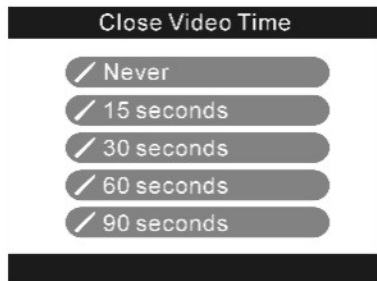 Close Video Time
Never
15 seconds
30 seconds
60 seconds
90 seconds